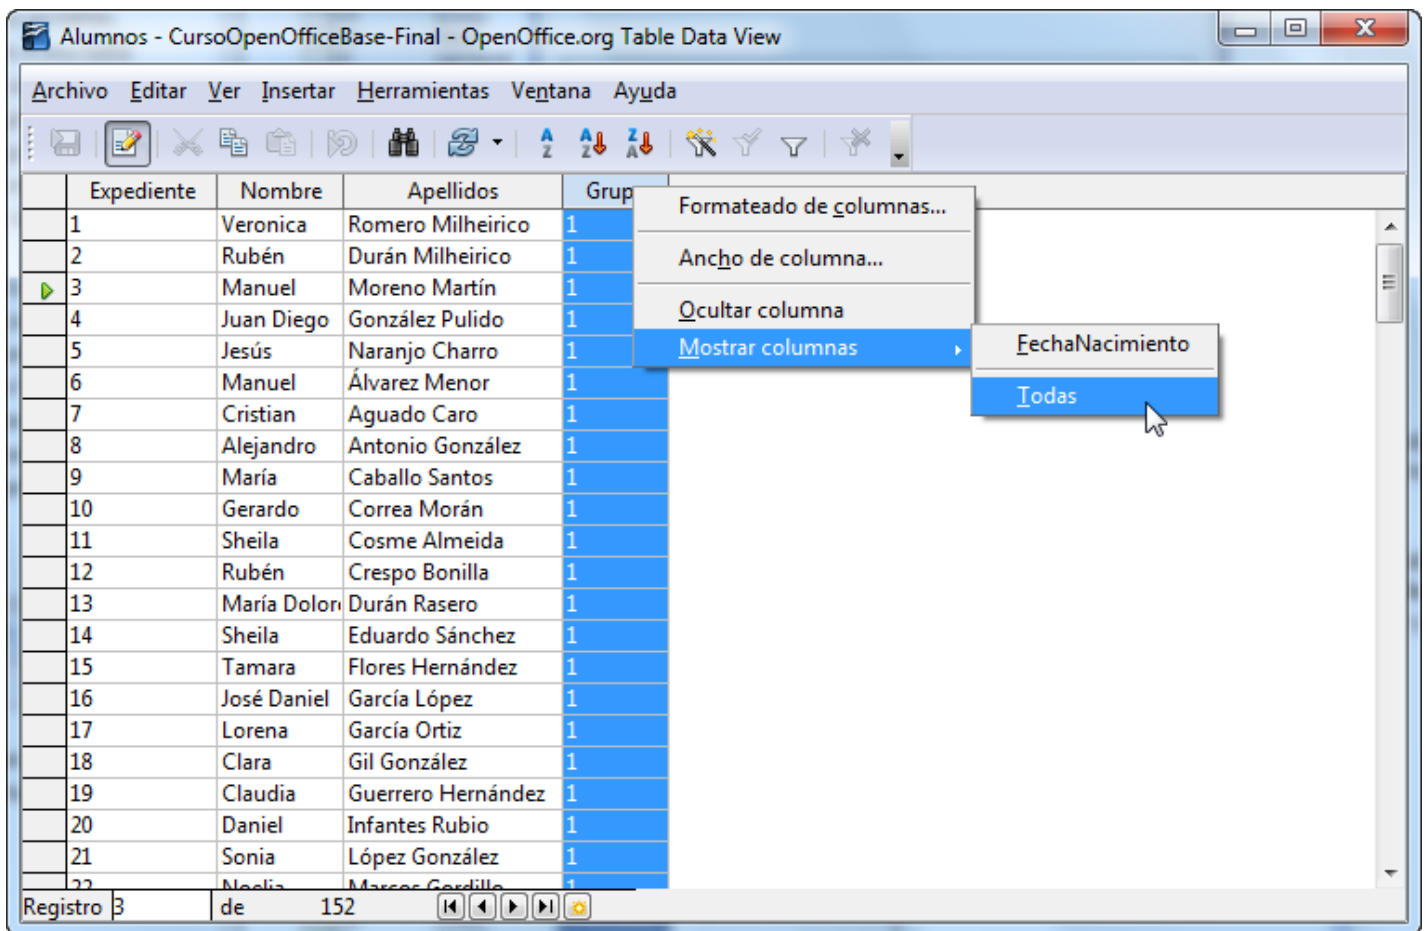 Alumnos - CursoOpenOfficeBase-Final - OpenOffice.org Table Data View
Archivo Editar Ver Insertar Herramientas Ventana Ayuda
Expediente Nombre Apellidos Grup
Formateado de columnas...
Ancho de columna...
Ocultar columna
Mostrar columnas
FechaNacimiento
Todas
1 Veronica Romero Milheirico 1
2 Rubén Durán Milheirico 1
3 Manuel Moreno Martín 1
4 Juan Diego González Pulido 1
5 Jesús Naranjo Charro 1
6 Manuel Álvarez Menor 1
7 Cristian Aguado Caro 1
8 Alejandro Antonio González 1
9 María Caballo Santos 1
10 Gerardo Correa Morán 1
11 Sheila Cosme Almeida 1
12 Rubén Crespo Bonilla 1
13 María Dolor Durán Rasero 1
14 Sheila Eduardo Sánchez 1
15 Tamara Flores Hernández 1
16 José Daniel García López 1
17 Lorena García Ortiz 1
18 Clara Gil González 1
19 Claudia Guerrero Hernández 1
20 Daniel Infantes Rubio 1
21 Sonia López González 1
22 Noelia Marcos Gordillo 1
Registro 3 de 152